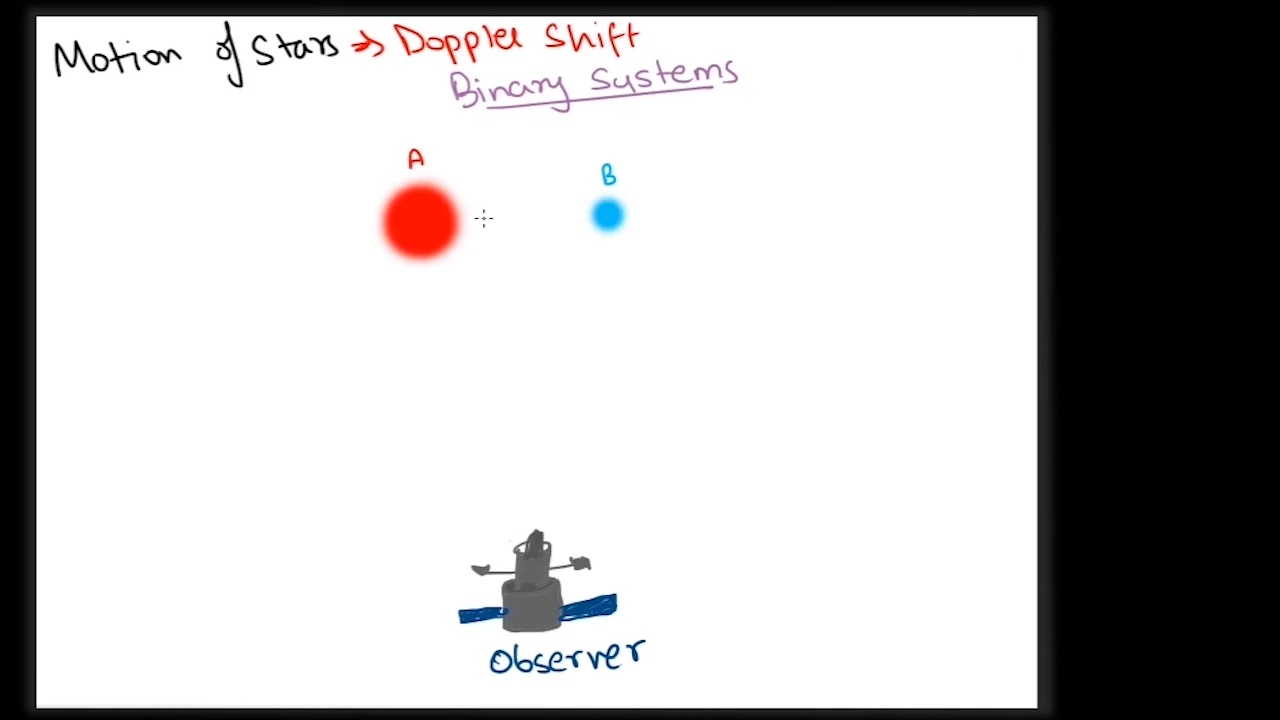 Motion of Stars → Doppler Shift
Binary Systems
A
B
Observer